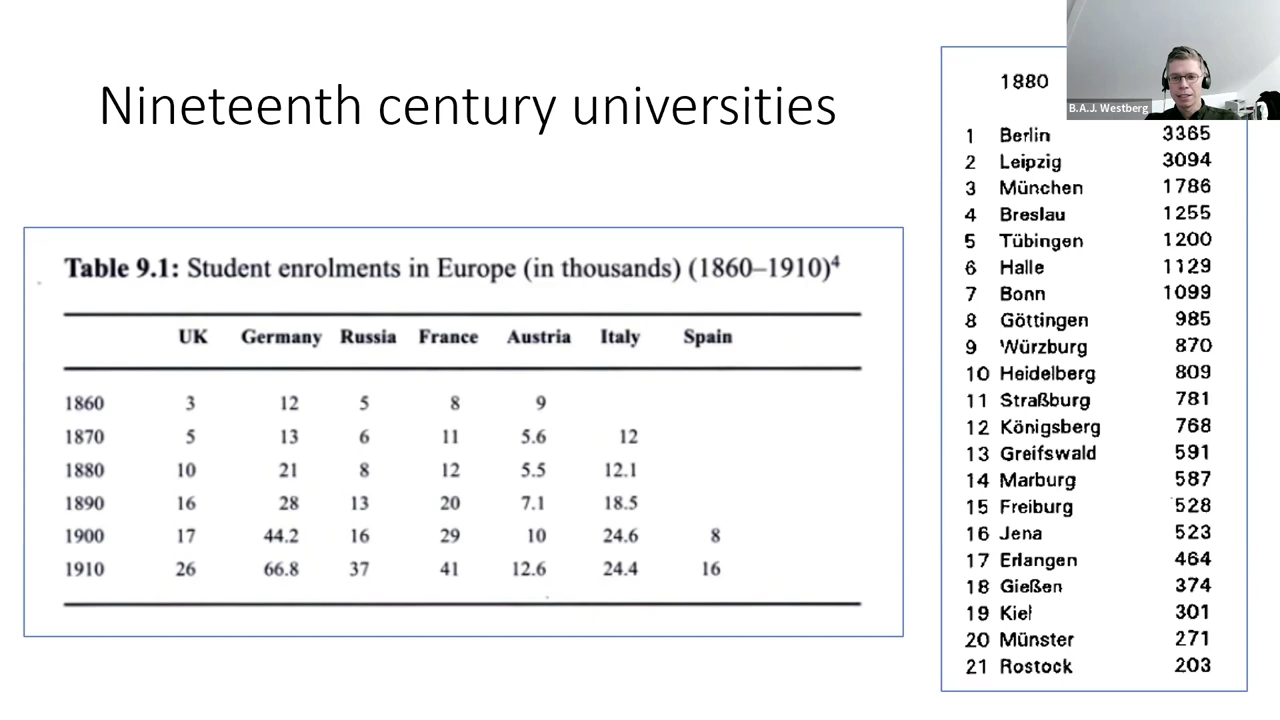 Nineteenth century universities
Table 9.1: Student enrolments in Europe (in thousands) (1860–1910)⁴
UK Germany Russia France Austria Italy Spain
1860 3 12 5 8 9
1870 5 13 6 11 5.6 12
1880 10 21 8 12 5.5 12.1
1890 16 28 13 20 7.1 18.5
1900 17 44.2 16 29 10 24.6 8
1910 26 66.8 37 41 12.6 24.4 16
1880
1 Berlin 3365
2 Leipzig 3094
3 München 1786
4 Breslau 1255
5 Tübingen 1200
6 Halle 1129
7 Bonn 1099
8 Göttingen 985
9 Würzburg 870
10 Heidelberg 809
11 Straßburg 781
12 Königsberg 768
13 Greifswald 591
14 Marburg 587
15 Freiburg 528
16 Jena 523
17 Erlangen 464
18 Gießen 374
19 Kiel 301
20 Münster 271
21 Rostock 203
B.A.J. Westberg